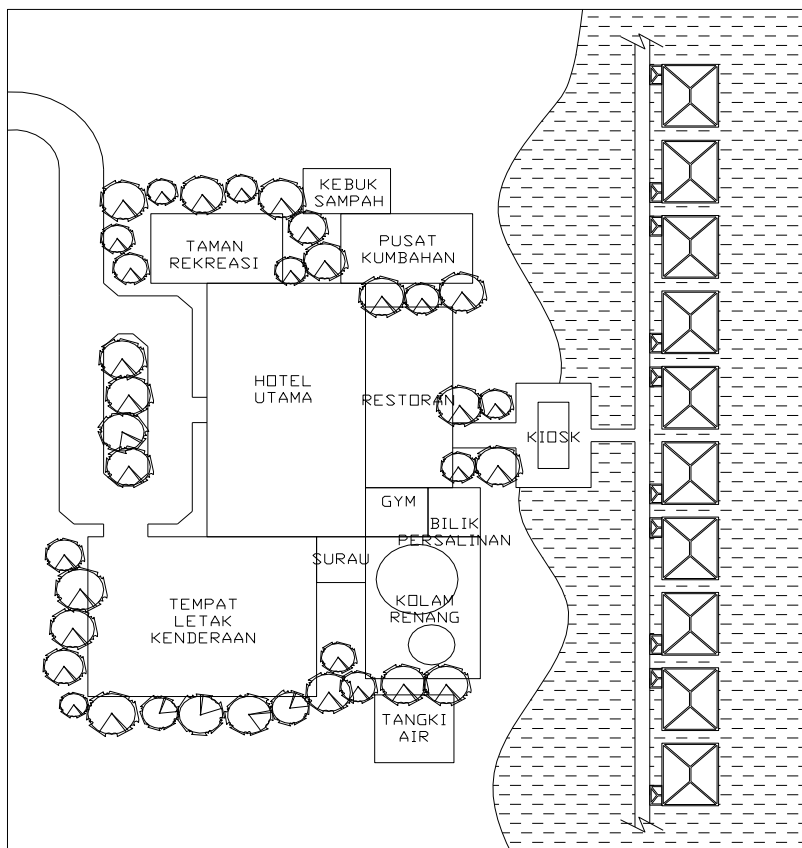 KEBUK
SAMPAH
TAMAN
REKREASI
PUSAT
KUMBAHAN
HOTEL
UTAMA
RESTORAN
KIOSK
GYM
BILIK
PERSALINAN
SURAU
KOLAM
RENANG
TEMPAT
LETAK
KENDERAAN
TANGKI
AIR